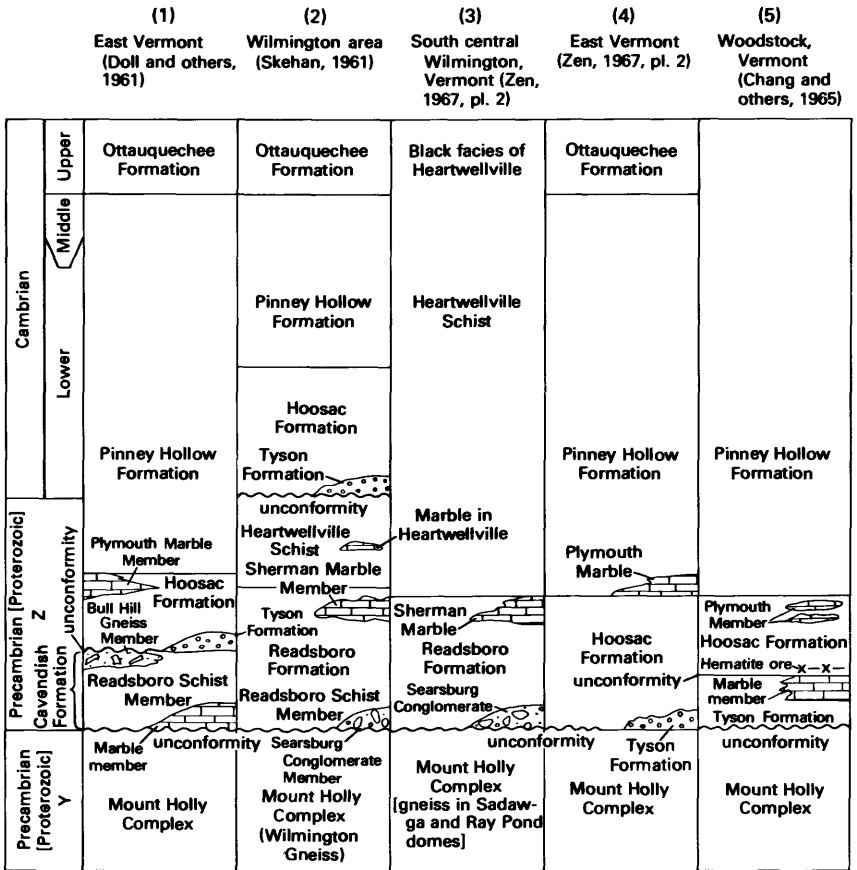 (1)
East Vermont
(Doll and others,
1961)
(2)
Wilmington area
(Skehan, 1961)
(3)
South central
Wilmington,
Vermont (Zen,
1967, pl. 2)
(4)
East Vermont
(Zen, 1967, pl. 2)
(5)
Woodstock,
Vermont
(Chang and
others, 1965)
Cambrian
Upper
Middle
Lower
Precambrian [Proterozoic]
Z
Cavendish
Formation
unconformity
Precambrian
[Proterozoic]
Y
Ottauquechee
Formation
Pinney Hollow
Formation
Plymouth Marble
Member
Hoosac
Formation
Bull Hill
Gneiss
Member
Readsboro Schist
Member
Marble
member
unconformity
Mount Holly
Complex
Ottauquechee
Formation
Pinney Hollow
Formation
Hoosac
Formation
Tyson
Formation
unconformity
Heartwellville
Schist
Sherman Marble
Member
Tyson
Formation
Readsboro
Formation
Readsboro Schist
Member
Searsburg
Conglomerate
Member
Mount Holly
Complex
(Wilmington
Gneiss)
Black facies of
Heartwellville
Heartwellville
Schist
Marble in
Heartwellville
Sherman
Marble
Readsboro
Formation
Searsburg
Conglomerate
unconformity
Mount Holly
Complex
[gneiss in Sadaw-
ga and Ray Pond
domes]
Ottauquechee
Formation
Pinney Hollow
Formation
Plymouth
Marble
Hoosac
Formation
unconformity
Tyson
Formation
Mount Holly
Complex
Pinney Hollow
Formation
Plymouth
Member
Hoosac Formation
Hematite ore
x-x-
Marble
member
Tyson Formation
unconformity
Mount Holly
Complex